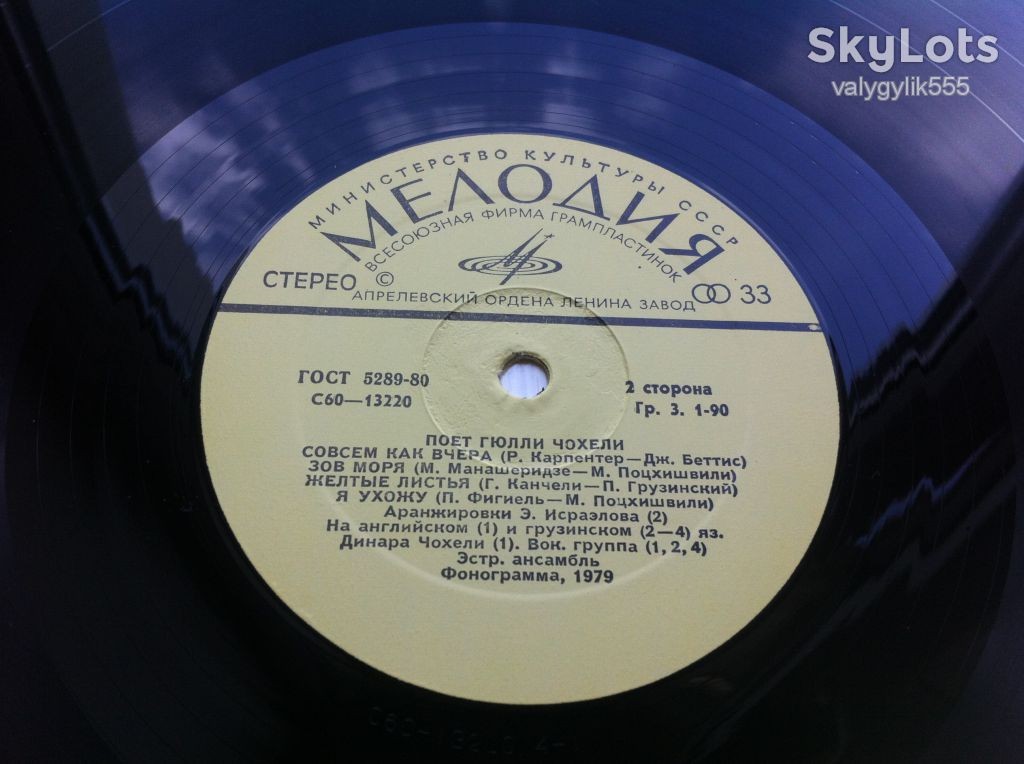 SkyLots
valygylik555
МИНИСТЕРСТВО КУЛЬТУРЫ СССР
МЕЛОДИЯ
ВСЕСОЮЗНАЯ ФИРМА ГРАМПЛАСТИНОК
СТЕРЕО ©
33
АПРЕЛЕВСКИЙ ОРДЕНА ЛЕНИНА ЗАВОД
ГОСТ 5289-80
2 сторона
С60—13220
Гр. 3. 1-90
ПОЕТ ГЮЛЛИ ЧОХЕЛИ
СОВСЕМ КАК ВЧЕРА (Р. Карпентер—Дж. Беттис)
ЗОВ МОРЯ (М. Манашеридзе—М. Поцхишвили)
ЖЕЛТЫЕ ЛИСТЬЯ (Г. Канчели—П. Грузинский)
Я УХОЖУ (П. Фигиель—М. Поцхишвили)
Аранжировки Э. Исраэлова (2)
На английском (1) и грузинском (2—4) яз.
Динара Чохели (1). Вок. группа (1, 2, 4)
Эстр. ансамбль
Фонограмма, 1979